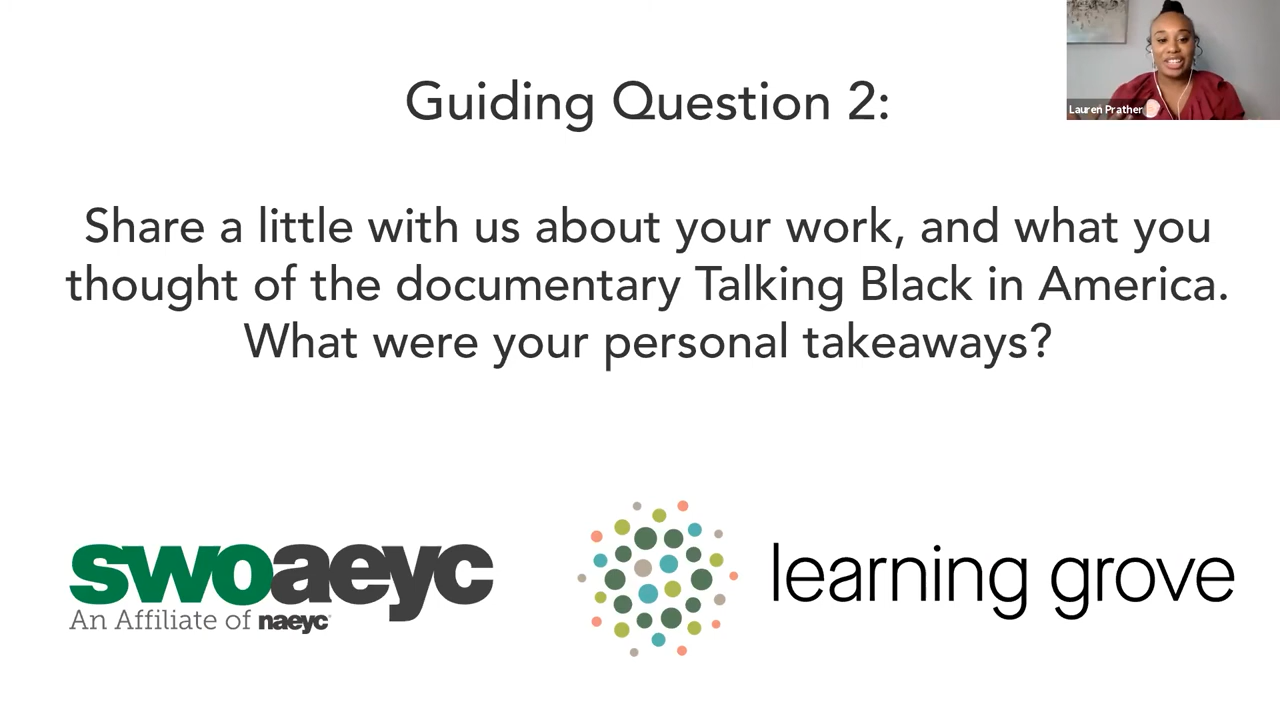 Lauren Prather
Guiding Question 2:
Share a little with us about your work, and what you
thought of the documentary Talking Black in America.
What were your personal takeaways?
swoaeyc
An Affiliate of naeyc
learning grove